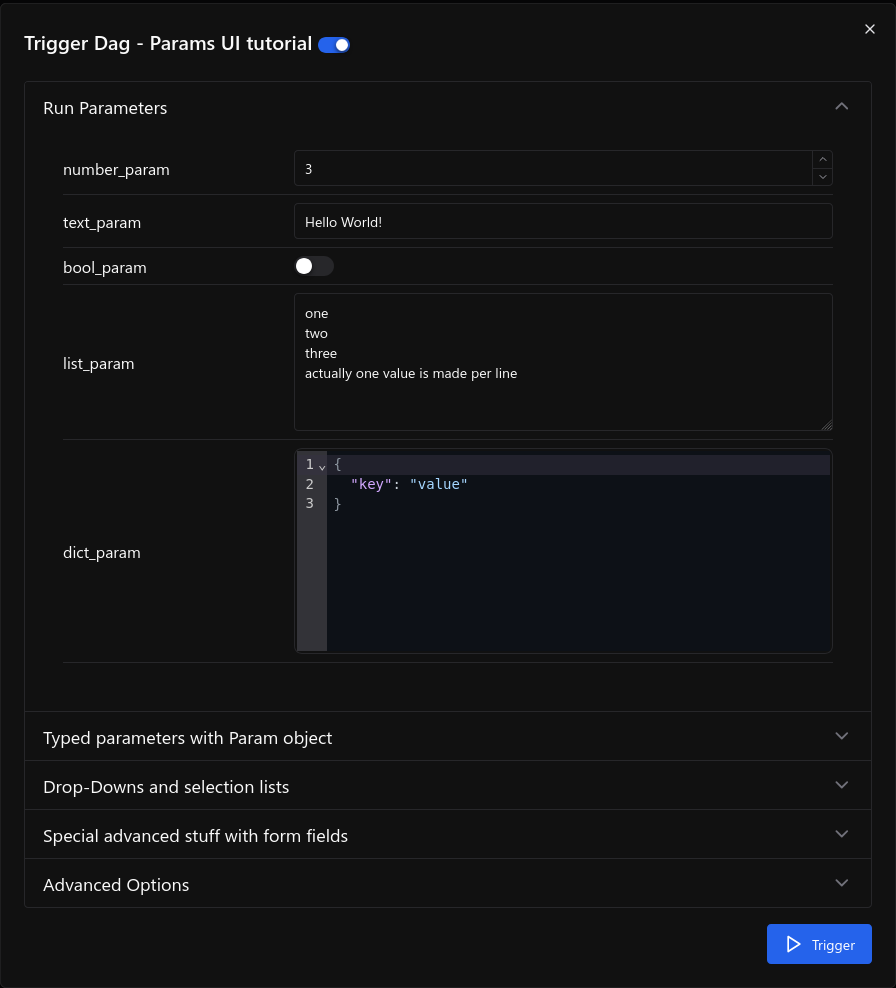 Trigger Dag - Params UI tutorial
Run Parameters
number_param
3
text_param
Hello World!
bool_param
list_param
one
two
three
actually one value is made per line
dict_param
1 {
2 "key": "value"
3 }
Typed parameters with Param object
Drop-Downs and selection lists
Special advanced stuff with form fields
Advanced Options
Trigger